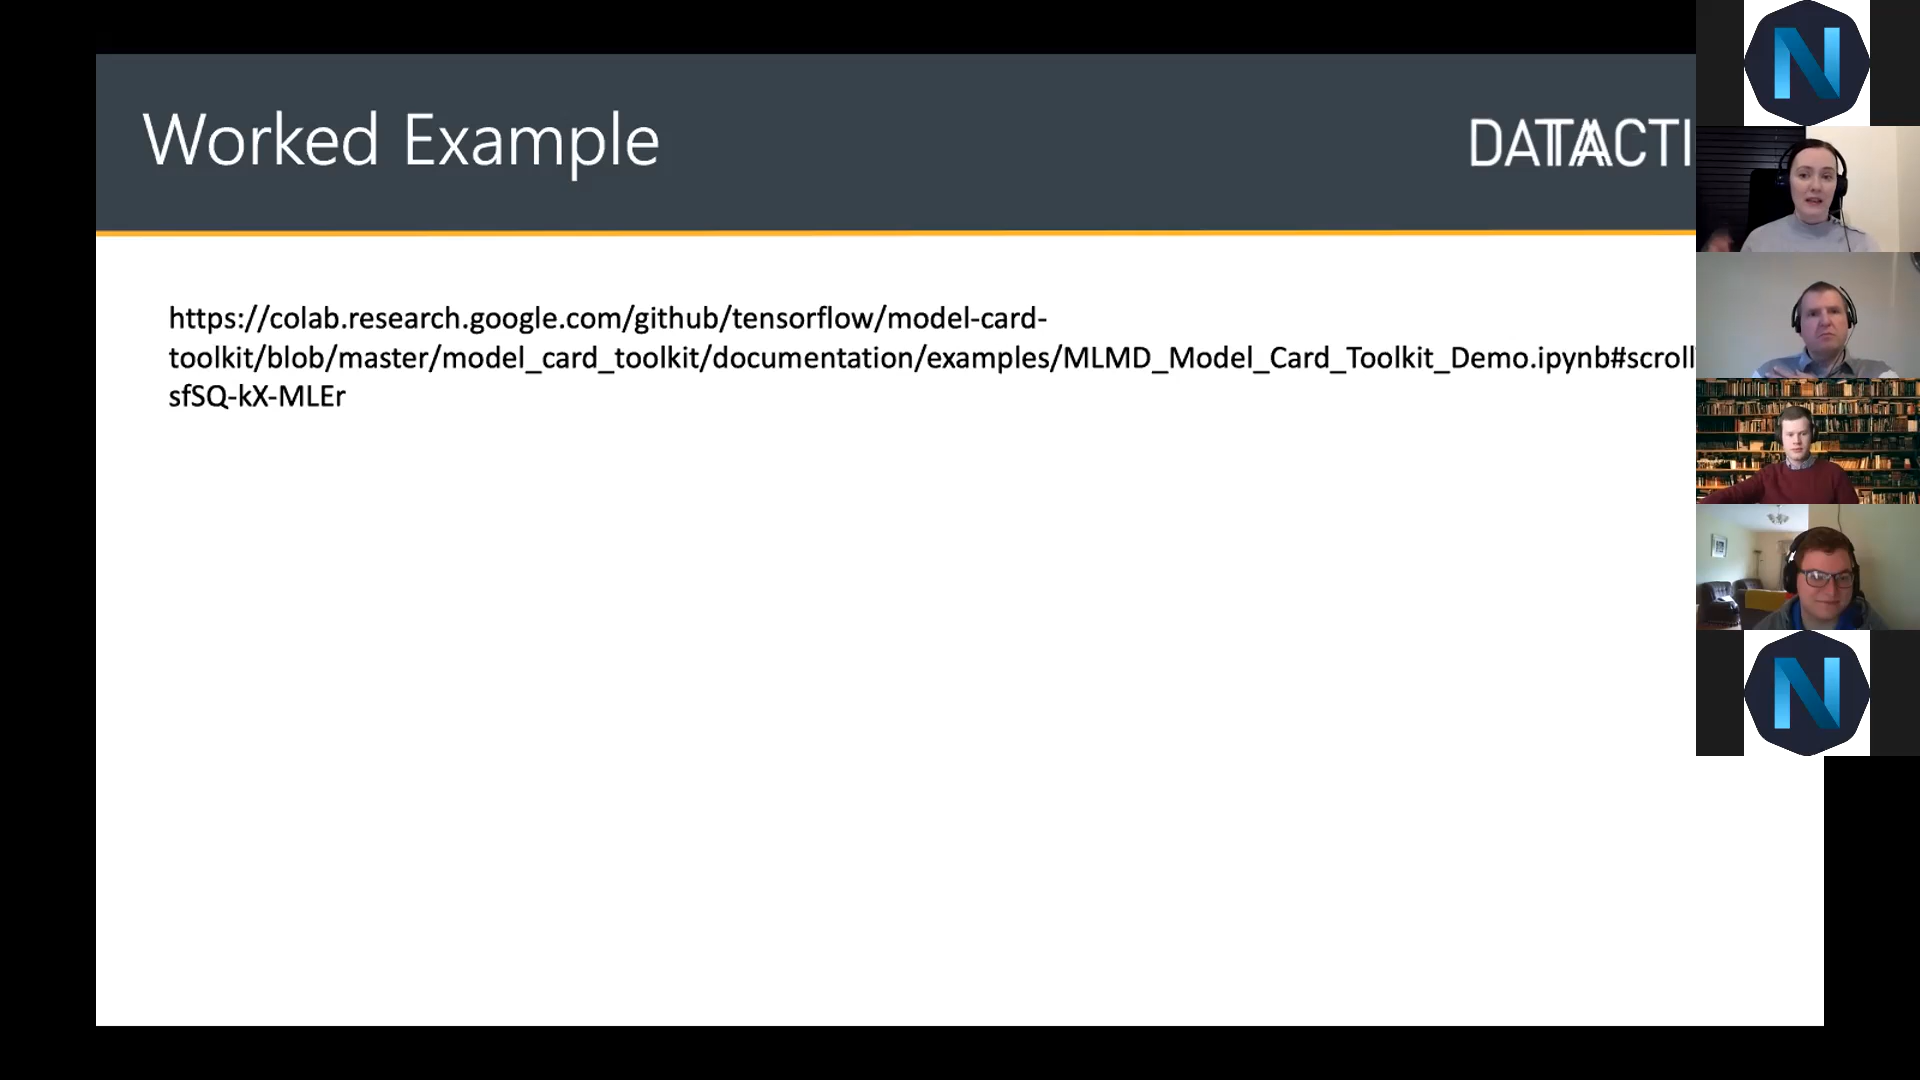 Worked Example
DATACTI
https://colab.research.google.com/github/tensorflow/model-card-
toolkit/blob/master/model_card_toolkit/documentation/examples/MLMD_Model_Card_Toolkit_Demo.ipynb#scroll
sfSQ-kX-MLEr
N
N